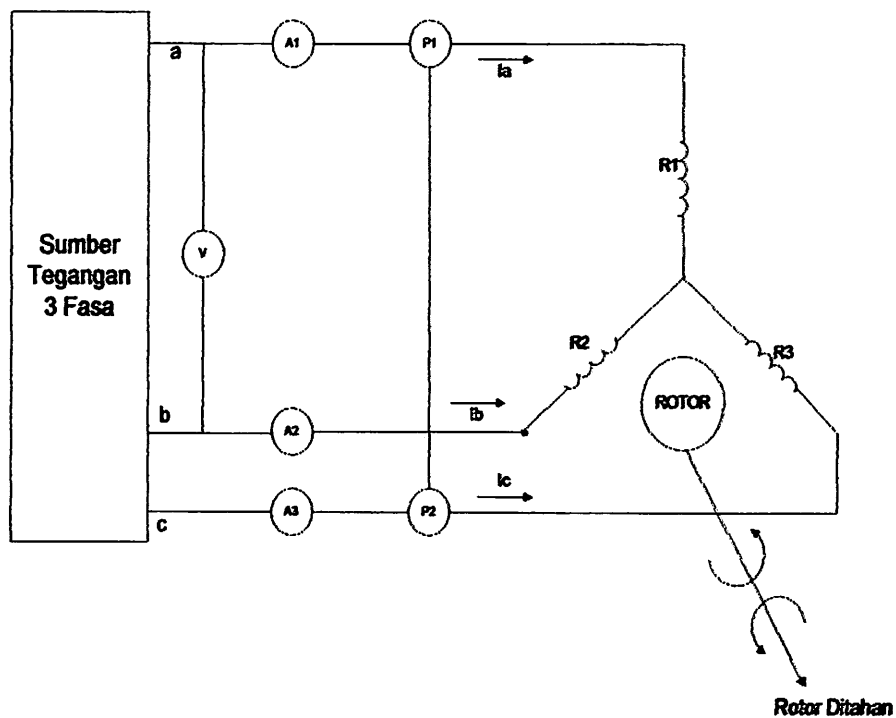 a
A1
P1
Ia
R1
V
Sumber
Tegangan
3 Fasa
R2
R3
ROTOR
b
A2
Ib
Ic
c
A3
P2
Rotor Ditahan